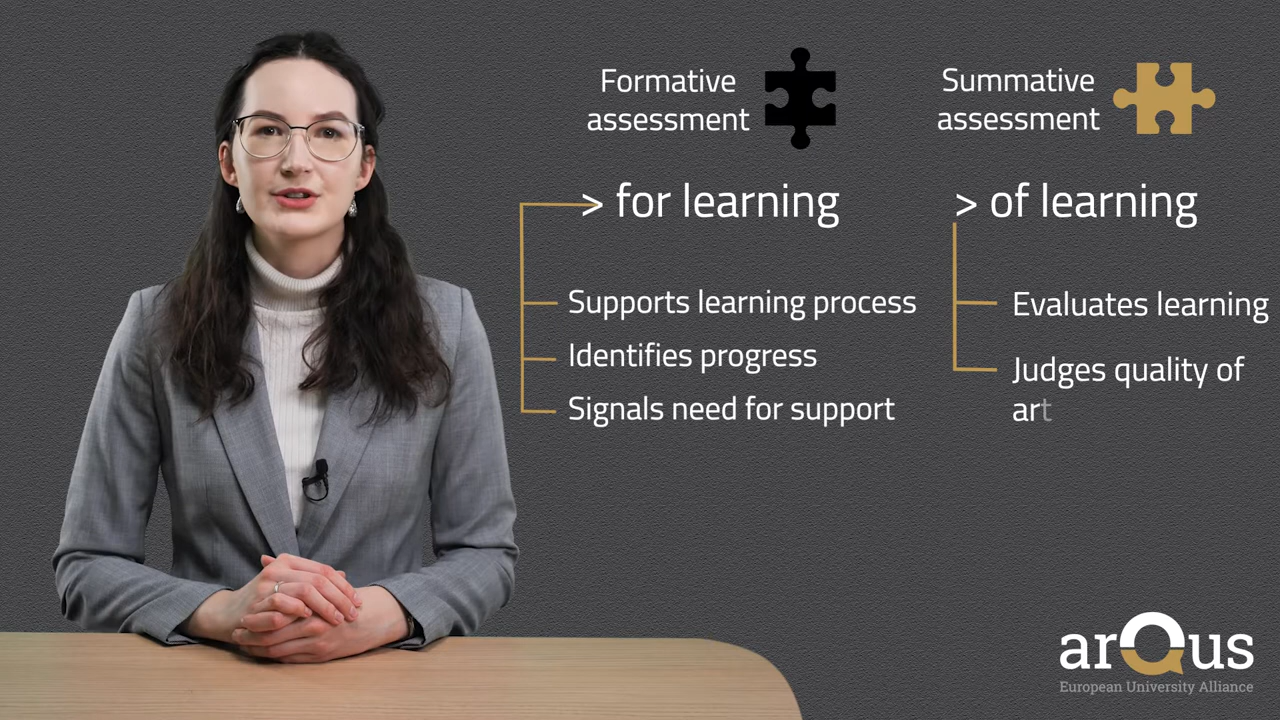 Formative
assessment
> for learning
Supports learning process
Identifies progress
Signals need for support
Summative
assessment
> of learning
Evaluates learning
Judges quality of
art
arQus
European University Alliance